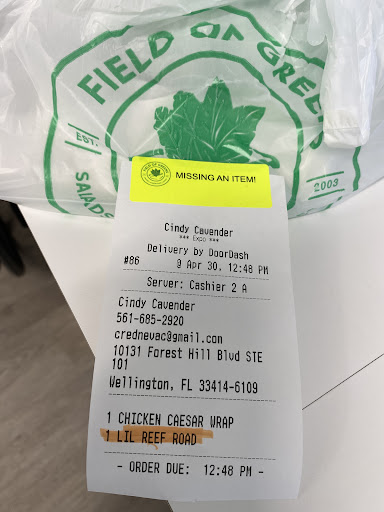 FIELD OF GREENS
EST.
2003
SALADS
MISSING AN ITEM!
Cindy Cavender
*** Expo ***
Delivery by DoorDash
#86 @ Apr 30, 12:48 PM
Server: Cashier 2 A
Cindy Cavender
561-685-2920
crednevac@gmail.com
10131 Forest Hill Blvd STE
101
Wellington, FL 33414-6109
1 CHICKEN CAESAR WRAP
1 LIL REEF ROAD
- ORDER DUE: 12:48 PM -